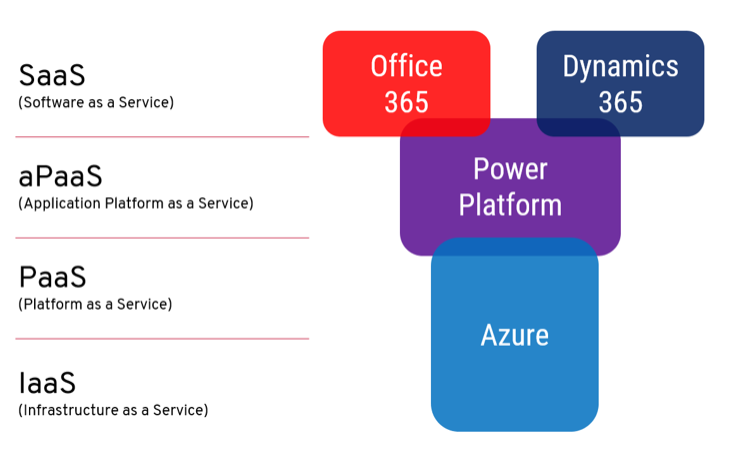 SaaS
(Software as a Service)
aPaaS
(Application Platform as a Service)
PaaS
(Platform as a Service)
IaaS
(Infrastructure as a Service)
Office
365
Dynamics
365
Power
Platform
Azure